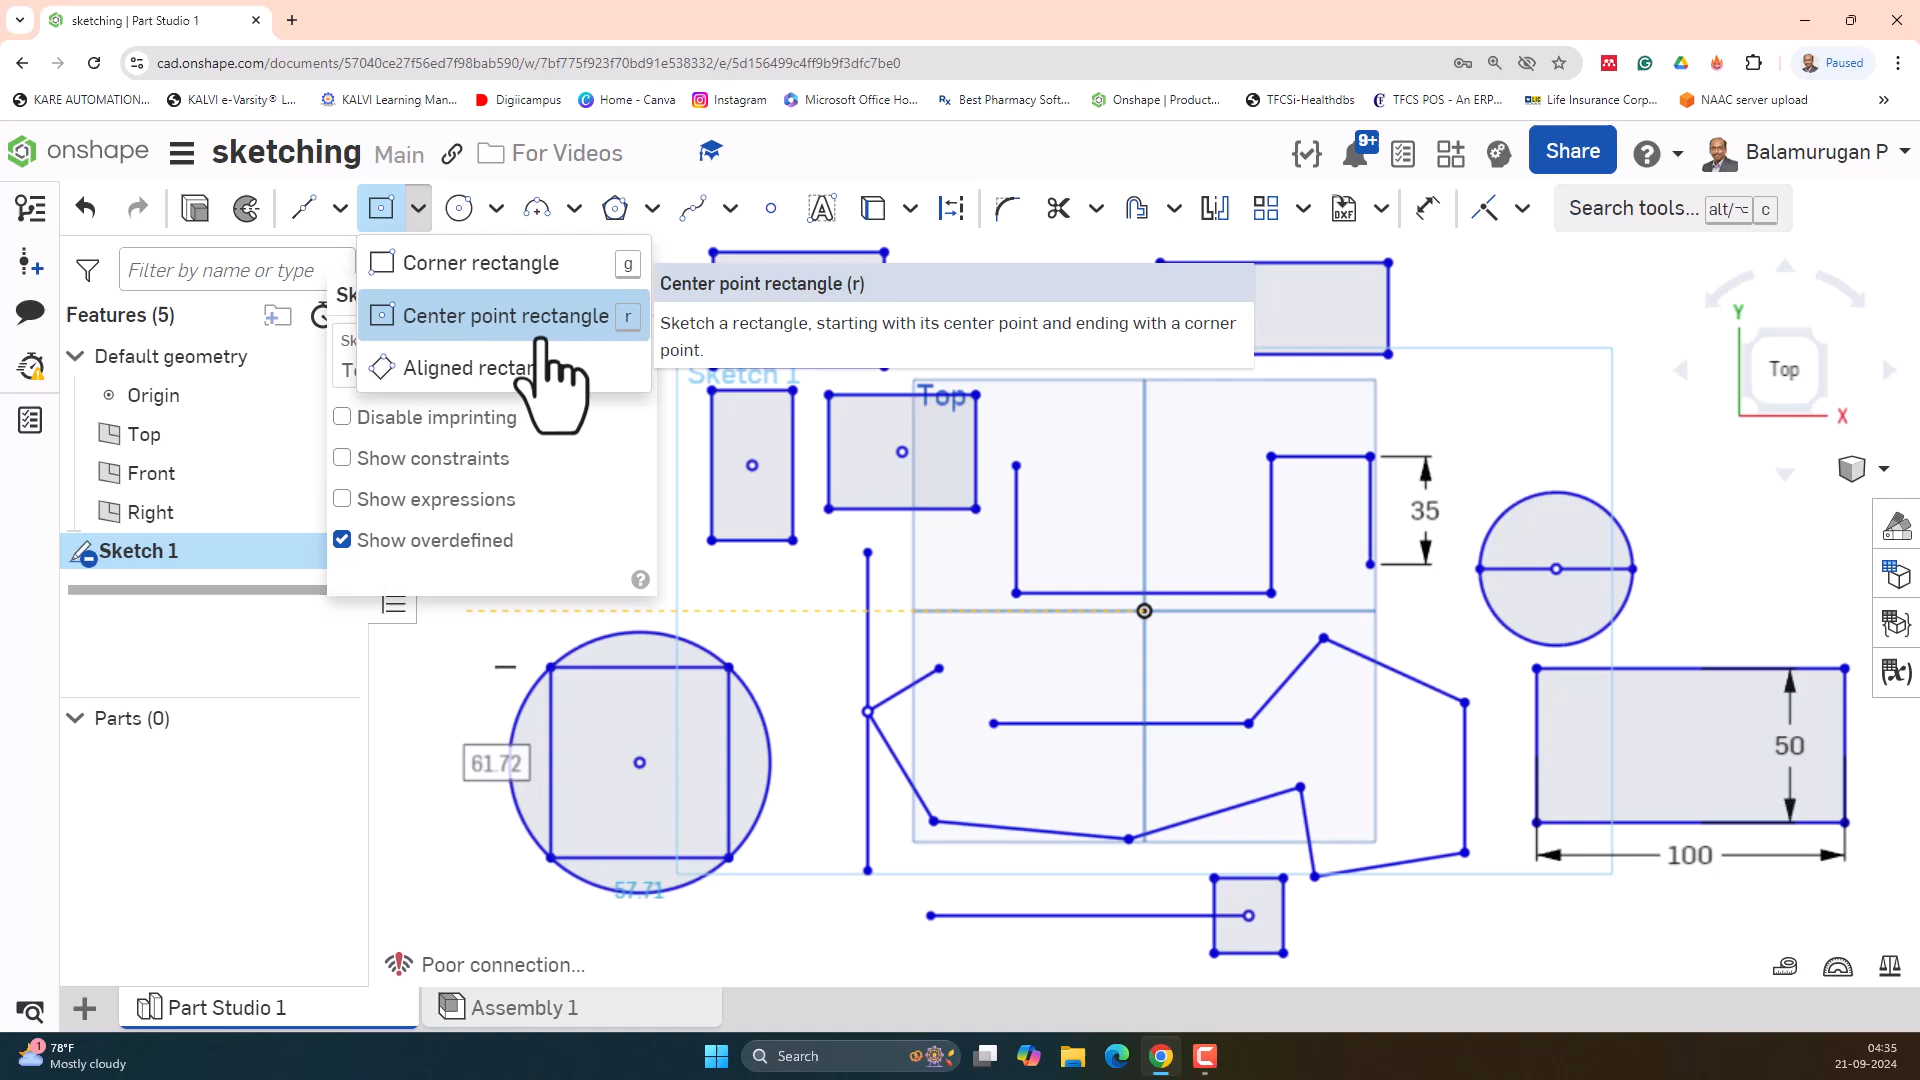 sketching | Part Studio 1
cad.onshape.com/documents/57040ce27f56ed7f98bab590/w/7bf775f923f70bd91e538332/e/5d156499c4ff9b9f3dfc7be0
Paused
KARE AUTOMATION...
KALVI e-Varsity® L...
KALVI Learning Man...
Digiicampus
Home - Canva
Instagram
Microsoft Office Ho...
Rx Best Pharmacy Soft...
Onshape | Product...
TFCSi-Healthdbs
TFCS POS - An ERP...
Life Insurance Corp...
NAAC server upload
onshape
sketching Main
For Videos
9+
Share
Balamurugan P
DXF
Search tools... alt/⌥ c
Filter by name or type
Corner rectangle g
Center point rectangle r
Aligned rectan
Center point rectangle (r)
Sketch a rectangle, starting with its center point and ending with a corner
point.
Sk
Sk
To
Features (5)
Default geometry
Origin
Top
Front
Right
Sketch 1
Disable imprinting
Show constraints
Show expressions
Show overdefined
Parts (0)
Sketch 1
Top
35
50
100
61.72
57.71
Y
Top
X
(x)
Poor connection...
Part Studio 1
Assembly 1
1
78°F
Mostly cloudy
Search
04:35
21-09-2024